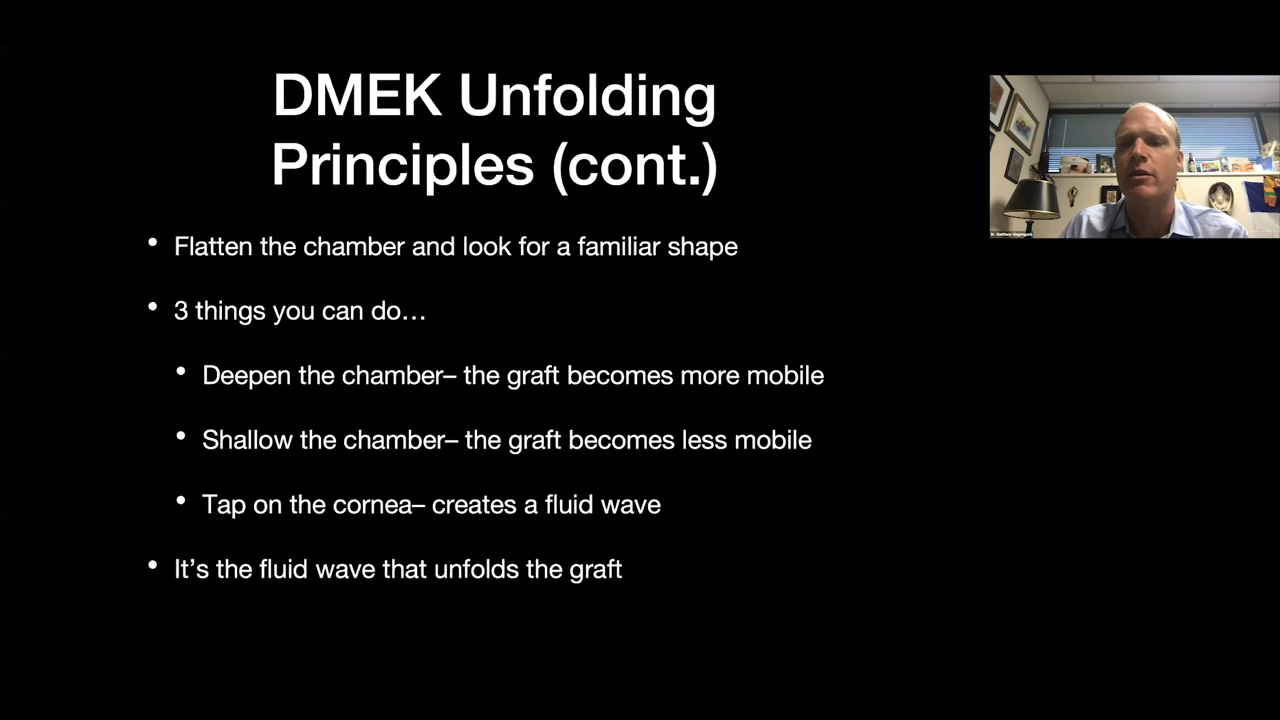 DMEK Unfolding
Principles (cont.)
• Flatten the chamber and look for a familiar shape
• 3 things you can do…
• Deepen the chamber– the graft becomes more mobile
• Shallow the chamber– the graft becomes less mobile
• Tap on the cornea– creates a fluid wave
• It’s the fluid wave that unfolds the graft